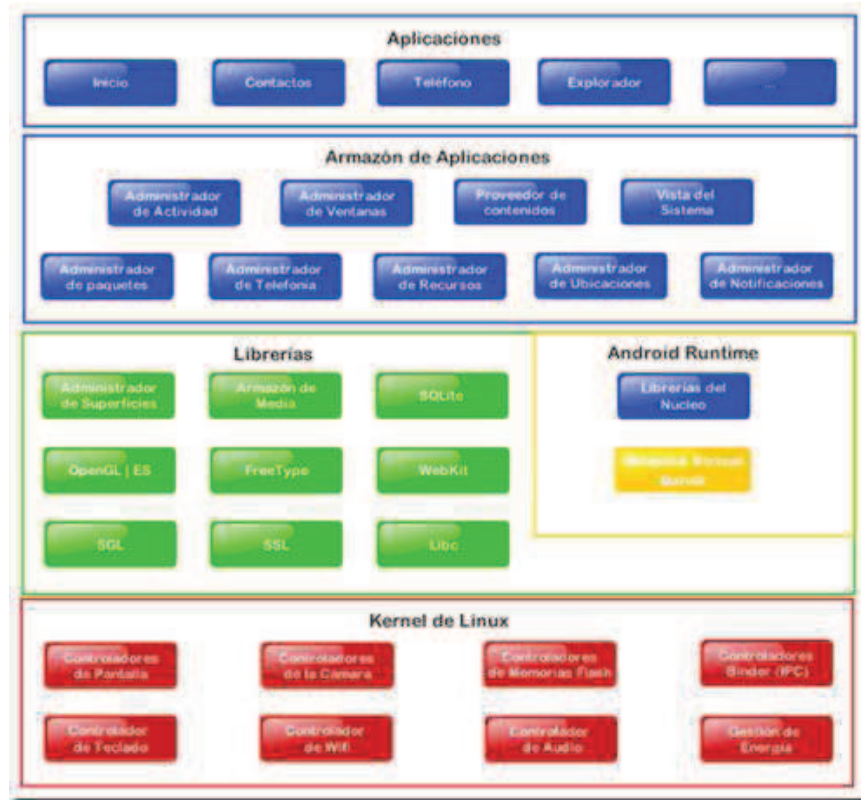 Aplicaciones
Inicio
Contactos
Teléfono
Explorador
...
Armazón de Aplicaciones
Administrador
de Actividad
Administrador
de Ventanas
Proveedor de
contenidos
Vista del
Sistema
Administrador
de paquetes
Administrador
de Telefonía
Administrador
de Recursos
Administrador
de Ubicaciones
Administrador
de Notificaciones
Librerías
Administrador
de Superficies
Armazón de
Media
SQLite
OpenGL | ES
FreeType
WebKit
SGL
SSL
Libc
Android Runtime
Librerías del
Nucleo
Kernel de Linux
Controladores
de Pantalla
Controladores
de la Cámara
Controladores
de Memorias Flash
Controladores
Binder (IPC)
Controlador
de Teclado
Controlador
de Wifi
Controlador
de Audio
Gestión de
Energía